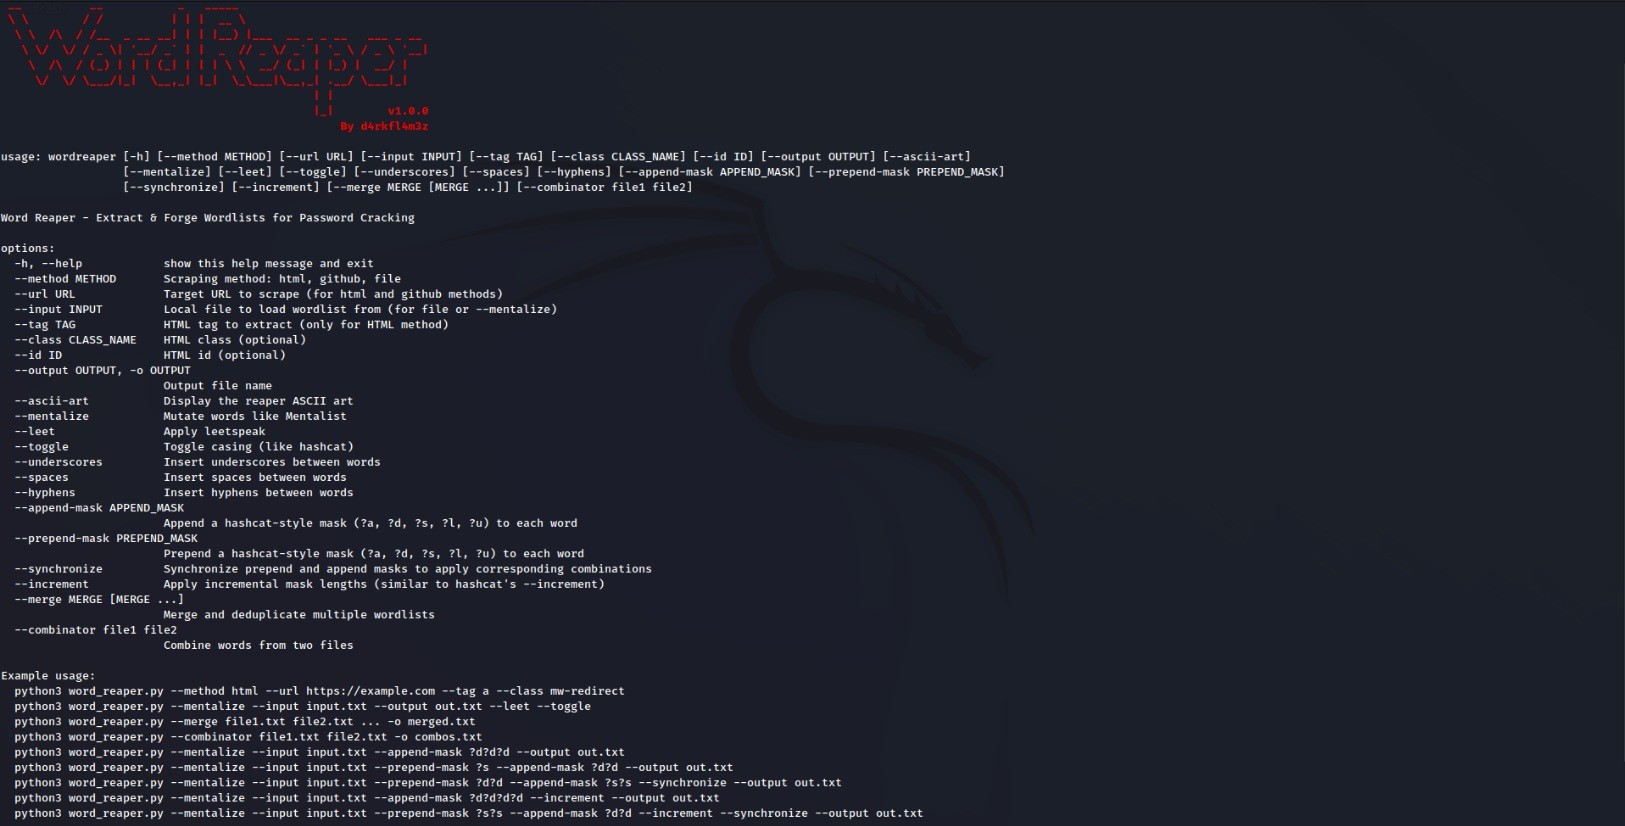 WordReaper
v1.0.0
By d4rkfl4m3z
usage: wordreaper [-h] [--method METHOD] [--url URL] [--input INPUT] [--tag TAG] [--class CLASS_NAME] [--id ID] [--output OUTPUT] [--ascii-art]
[--mentalize] [--leet] [--toggle] [--underscores] [--spaces] [--hyphens] [--append-mask APPEND_MASK] [--prepend-mask PREPEND_MASK]
[--synchronize] [--increment] [--merge MERGE [MERGE ...]] [--combinator file1 file2]
Word Reaper - Extract & Forge Wordlists for Password Cracking
options:
-h, --help show this help message and exit
--method METHOD Scraping method: html, github, file
--url URL Target URL to scrape (for html and github methods)
--input INPUT Local file to load wordlist from (for file or --mentalize)
--tag TAG HTML tag to extract (only for HTML method)
--class CLASS_NAME HTML class (optional)
--id ID HTML id (optional)
--output OUTPUT, -o OUTPUT
Output file name
--ascii-art Display the reaper ASCII art
--mentalize Mutate words like Mentalist
--leet Apply leetspeak
--toggle Toggle casing (like hashcat)
--underscores Insert underscores between words
--spaces Insert spaces between words
--hyphens Insert hyphens between words
--append-mask APPEND_MASK
Append a hashcat-style mask (?a, ?d, ?s, ?l, ?u) to each word
--prepend-mask PREPEND_MASK
Prepend a hashcat-style mask (?a, ?d, ?s, ?l, ?u) to each word
--synchronize Synchronize prepend and append masks to apply corresponding combinations
--increment Apply incremental mask lengths (similar to hashcat's --increment)
--merge MERGE [MERGE ...]
Merge and deduplicate multiple wordlists
--combinator file1 file2
Combine words from two files
Example usage:
python3 word_reaper.py --method html --url https://example.com --tag a --class mw-redirect
python3 word_reaper.py --mentalize --input input.txt --output out.txt --leet --toggle
python3 word_reaper.py --merge file1.txt file2.txt ... -o merged.txt
python3 word_reaper.py --combinator file1.txt file2.txt -o combos.txt
python3 word_reaper.py --mentalize --input input.txt --append-mask ?d?d?d --output out.txt
python3 word_reaper.py --mentalize --input input.txt --prepend-mask ?s --append-mask ?d?d --output out.txt
python3 word_reaper.py --mentalize --input input.txt --prepend-mask ?d?d --append-mask ?s?s --synchronize --output out.txt
python3 word_reaper.py --mentalize --input input.txt --append-mask ?d?d?d?d --increment --output out.txt
python3 word_reaper.py --mentalize --input input.txt --prepend-mask ?s?s --append-mask ?d?d --increment --synchronize --output out.txt